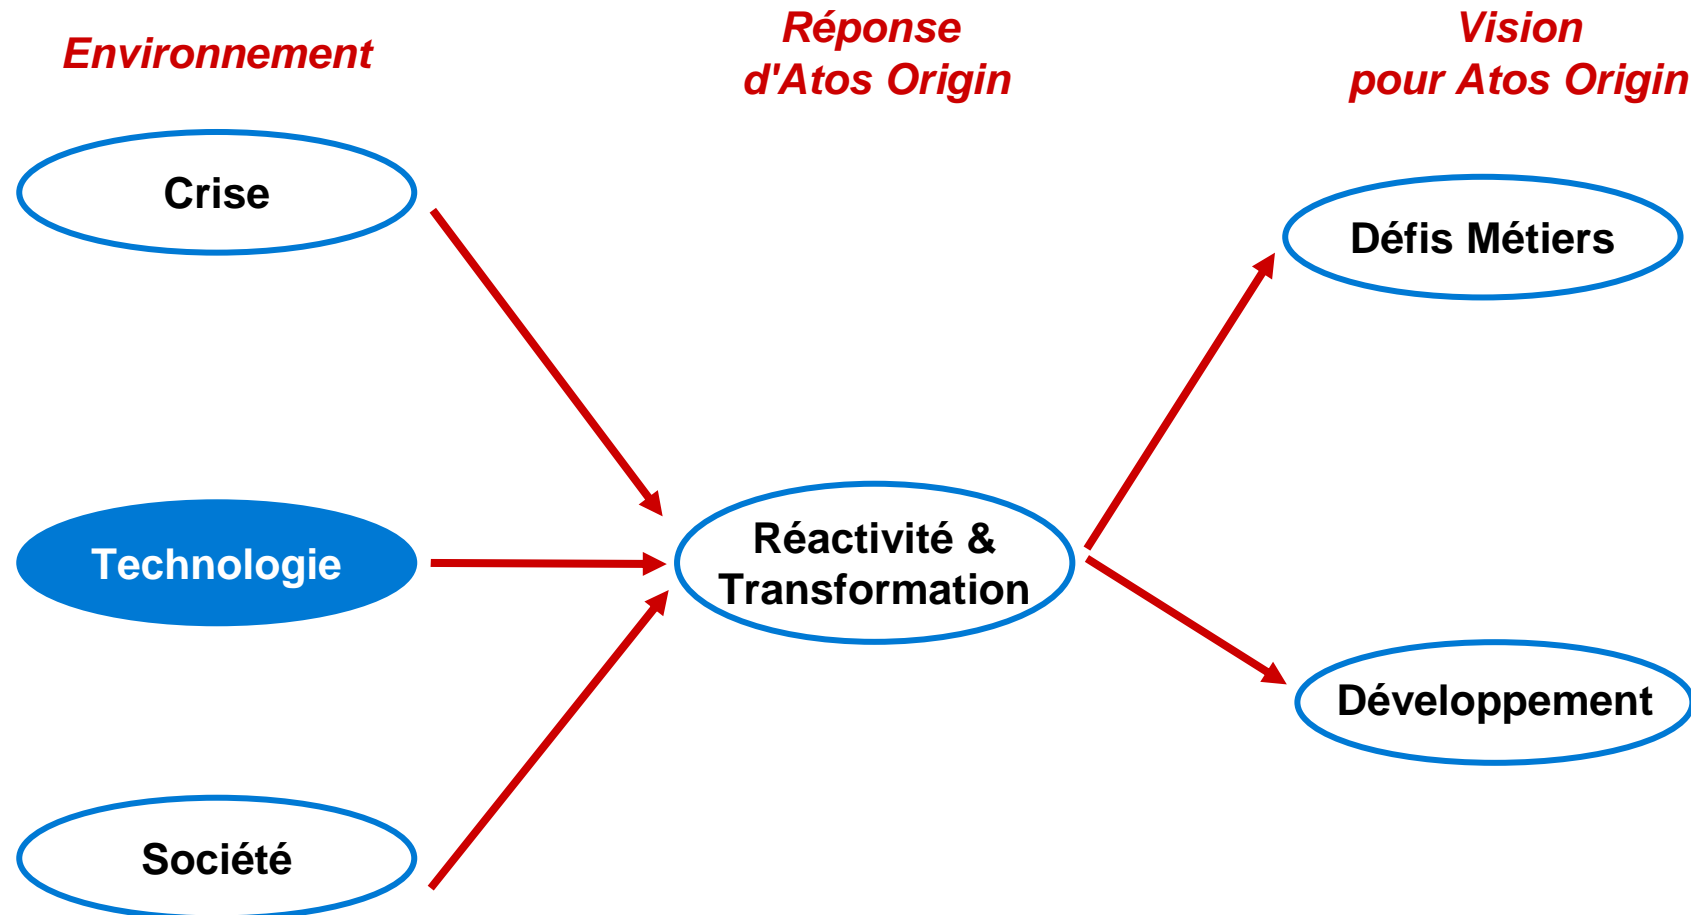 Environnement
Réponse
d'Atos Origin
Vision
pour Atos Origin
Crise
Défis Métiers
Technologie
Réactivité &
Transformation
Développement
Société